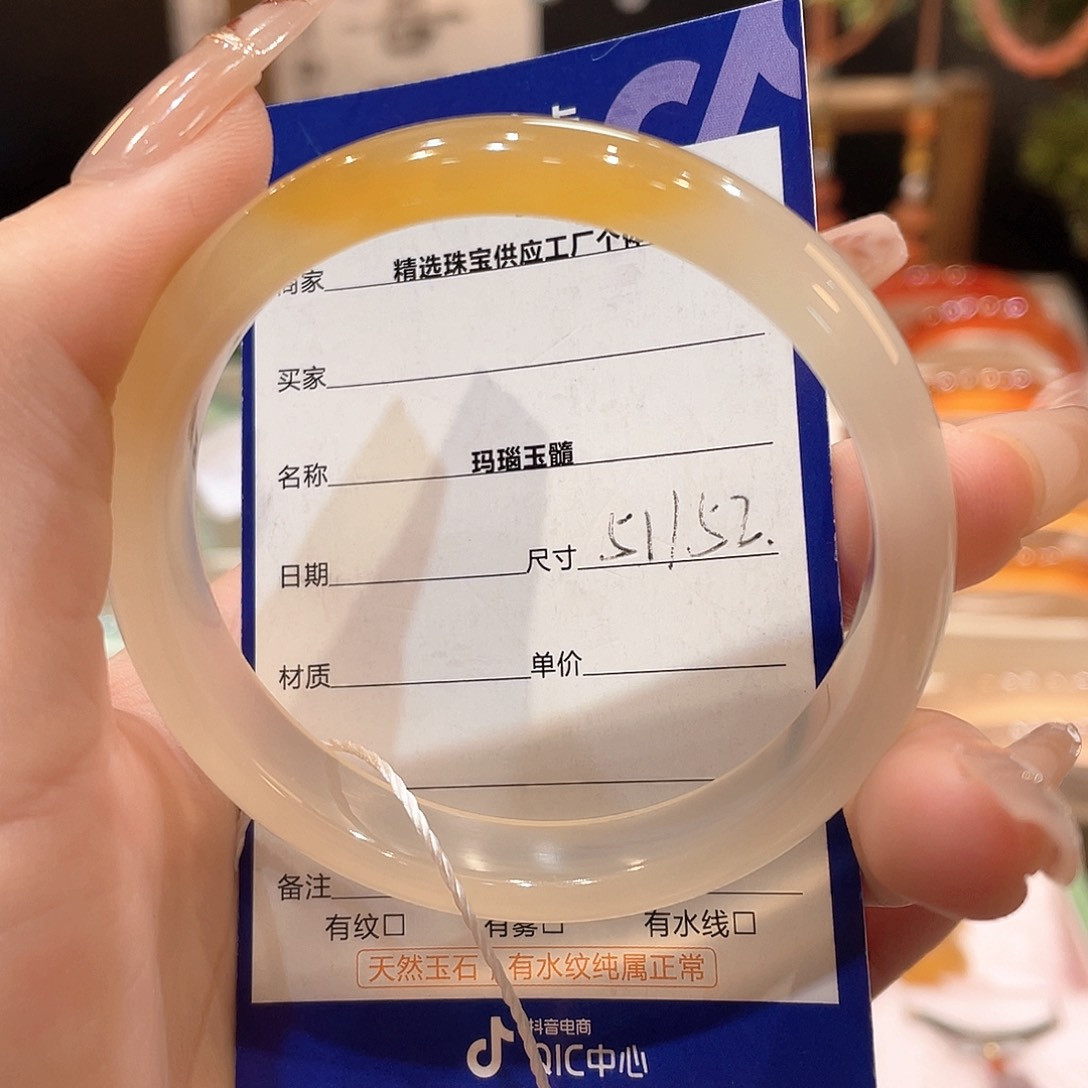 商家 精选珠宝供应工厂个
买家
名称 玛瑙玉髓
日期 尺寸 51/52.
材质 单价
备注
有纹□ 有雾□ 有水线□
天然玉石 有水纹纯属正常
抖音电商
QIC中心